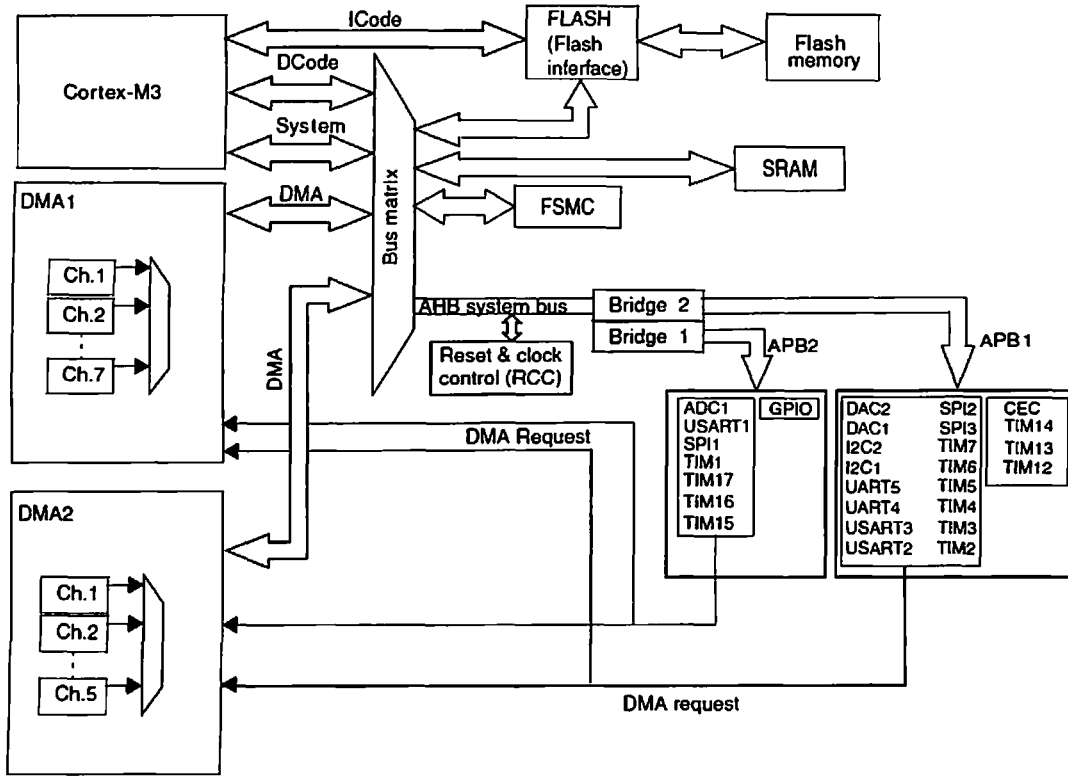 ICode
FLASH
(Flash
inferface)
Flash
memory
Cortex-M3
DCode
System
Bus matrix
SRAM
DMA1
DMA
FSMC
Ch.1
Ch.2
Ch.7
AHB system bus
Bridge 2
Bridge 1
APB2
APB1
Reset & clock
control (RCC)
DMA
DMA Request
ADC1
USART1
SPI1
TIM1
TIM17
TIM16
TIM15
GPIO
DAC2
DAC1
I2C2
I2C1
UART5
UART4
USART3
USART2
SPI2
SPI3
TIM7
TIM6
TIM5
TIM4
TIM3
TIM2
CEC
TIM14
TIM13
TIM12
DMA2
Ch.1
Ch.2
Ch.5
DMA request